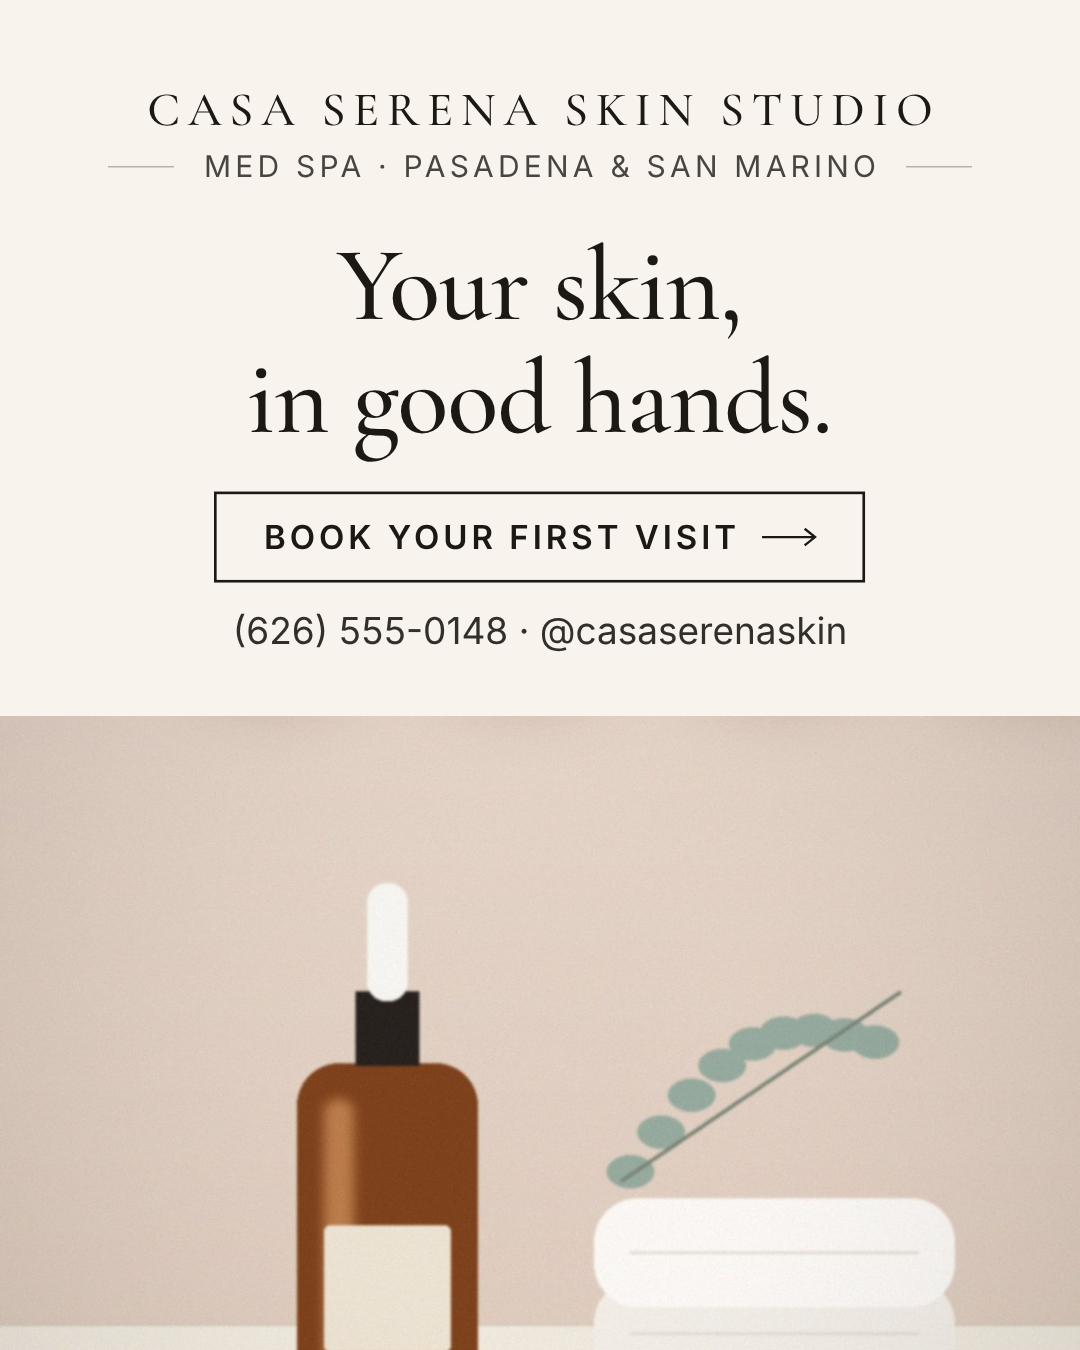 CASA SERENA SKIN STUDIO
MED SPA · PASADENA & SAN MARINO
Your skin,
in good hands.
BOOK YOUR FIRST VISIT →
(626) 555-0148 · @casaserenaskin